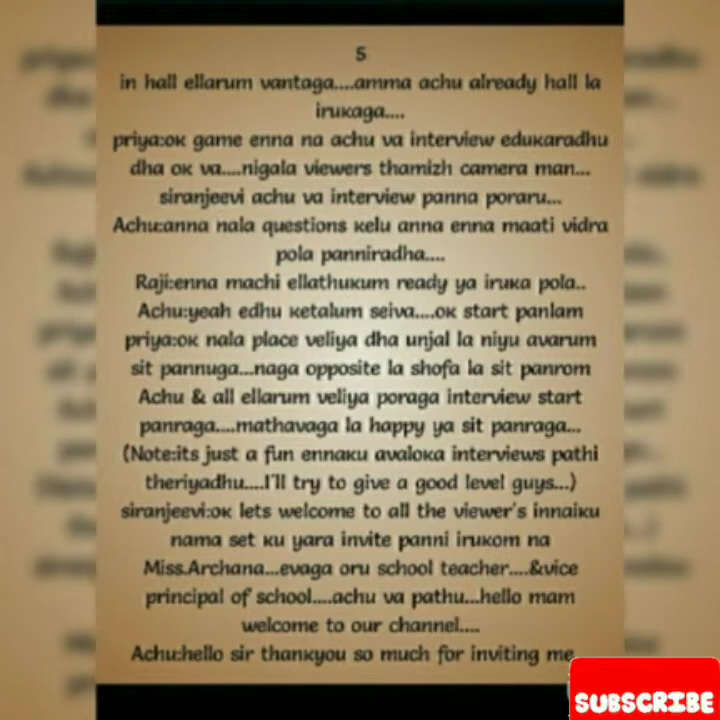 5
in hall ellarum vantaga....amma achu already hall la
irukaga....
priya:ok game enna na achu va interview edukaradhu
dha ok va....nigala viewers thamizh camera man...
siranjeevi achu va interview panna poraru...
Achu:anna nala questions kelu anna enna maati vidra
pola panniradha....
Raji:enna machi ellathukum ready ya iruka pola..
Achu:yeah edhu ketalum seiva....ok start panlam
priya:ok nala place veliya dha unjal la niyu avarum
sit pannuga...naga opposite la shofa la sit panrom
Achu & all ellarum veliya poraga interview start
panraga....mathavaga la happy ya sit panraga...
(Note:its just a fun ennaku avaloka interviews pathi
theriyadhu....I'll try to give a good level guys...)
siranjeevi:ok lets welcome to all the viewer's innaiku
nama set ku yara invite panni irukom na
Miss.Archana...evaga oru school teacher....&vice
principal of school....achu va pathu...hello mam
welcome to our channel....
Achu:hello sir thankyou so much for inviting me
SUBSCRIBE